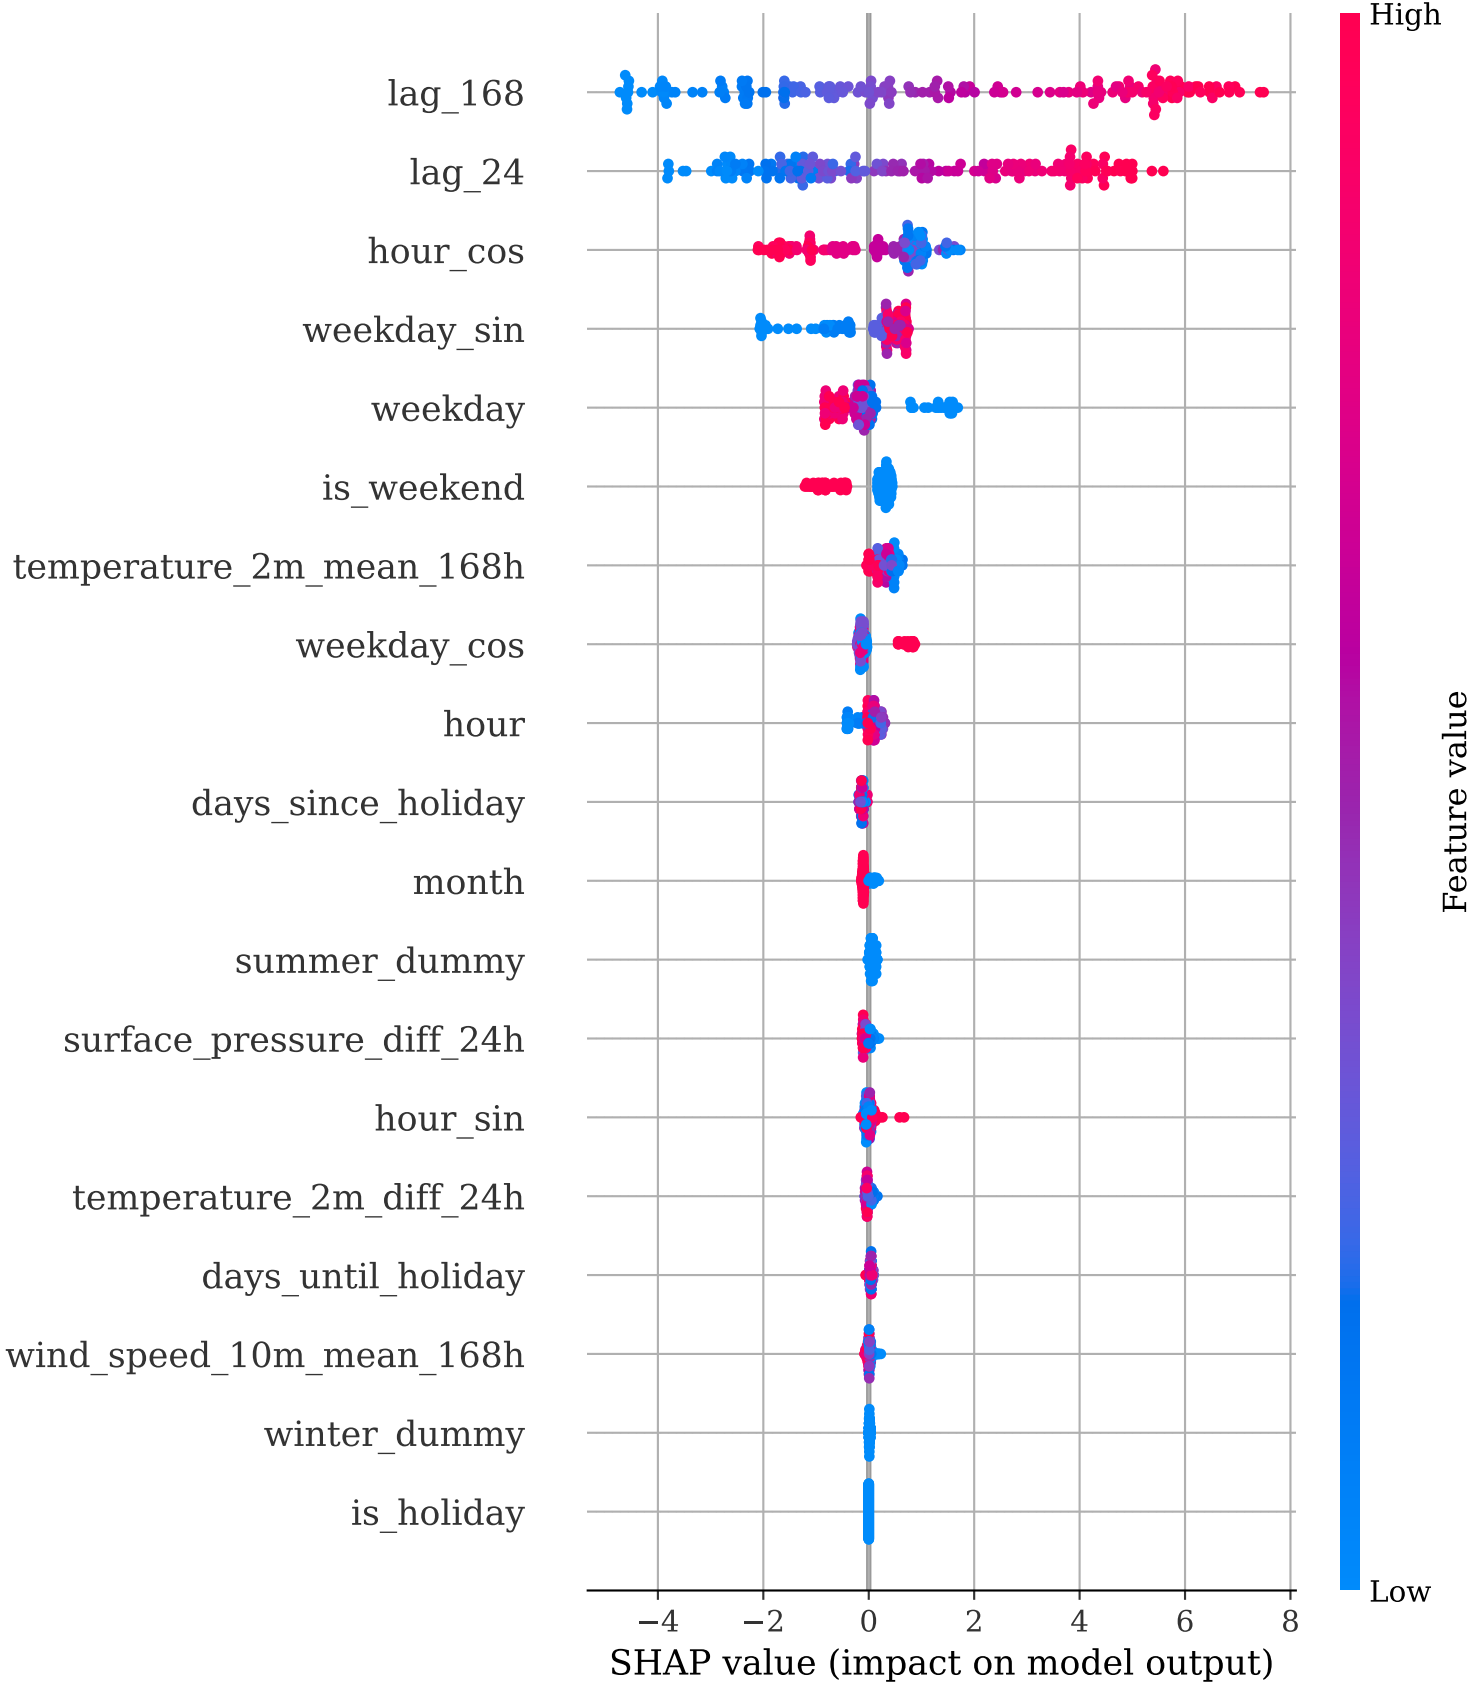 High
lag_168
lag_24
hour_cos
weekday_sin
weekday
is_weekend
temperature_2m_mean_168h
weekday_cos
hour
Feature value
days_since_holiday
month
summer_dummy
surface_pressure_diff_24h
hour_sin
temperature_2m_diff_24h
days_until_holiday
wind_speed_10m_mean_168h
winter_dummy
is_holiday
Low
−4 −2 0 2 4 6 8
SHAP value (impact on model output)